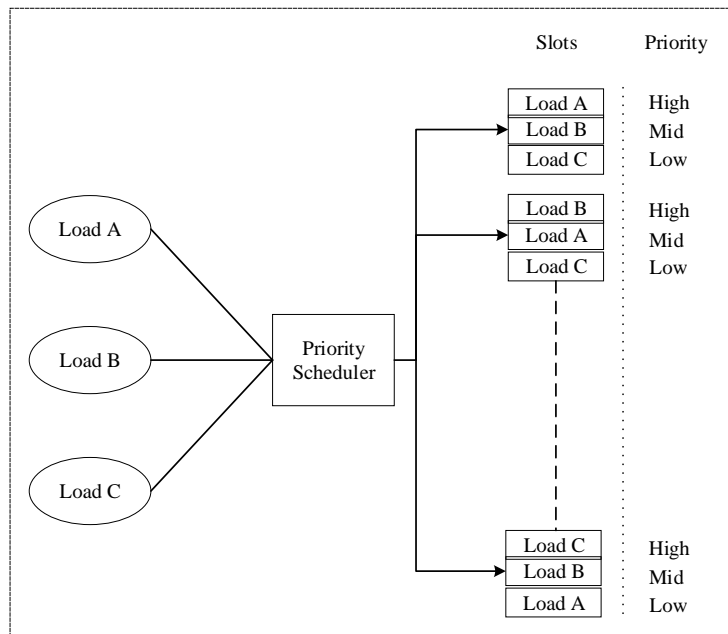 Slots Priority
Load A High
Load B Mid
Load C Low
Load B High
Load A Mid
Load C Low
Load A
Load B
Load C
Priority
Scheduler
Load C High
Load B Mid
Load A Low